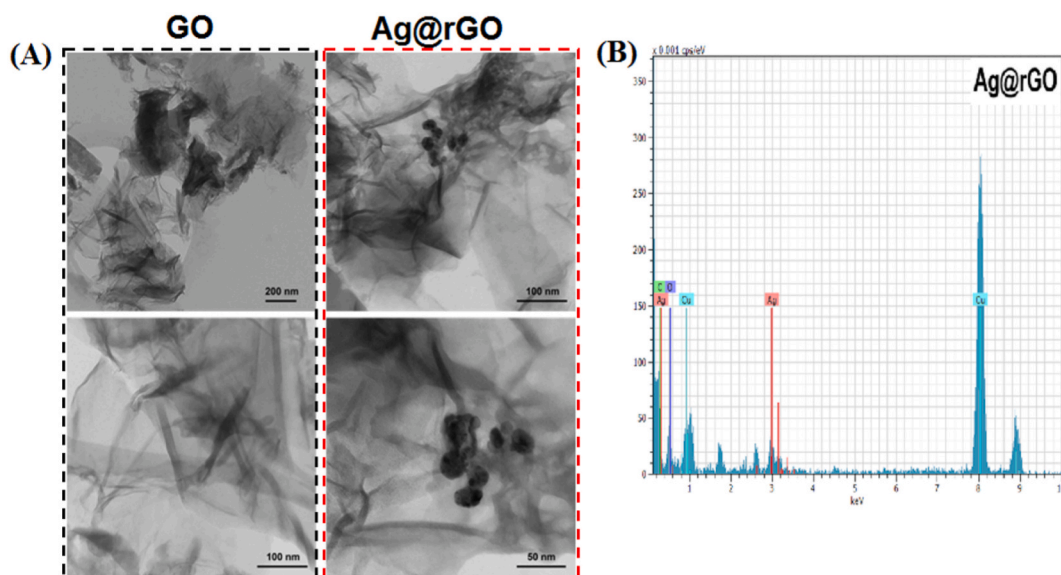 GO
Ag@rGO
(A)
200 nm
100 nm
100 nm
50 nm
(B)
x 0.001 cps/eV
Ag@rGO
350
300
250
200
150
100
50
0
C O
Ag Cu Ag Cu
1 2 3 4 5 6 7 8 9
keV